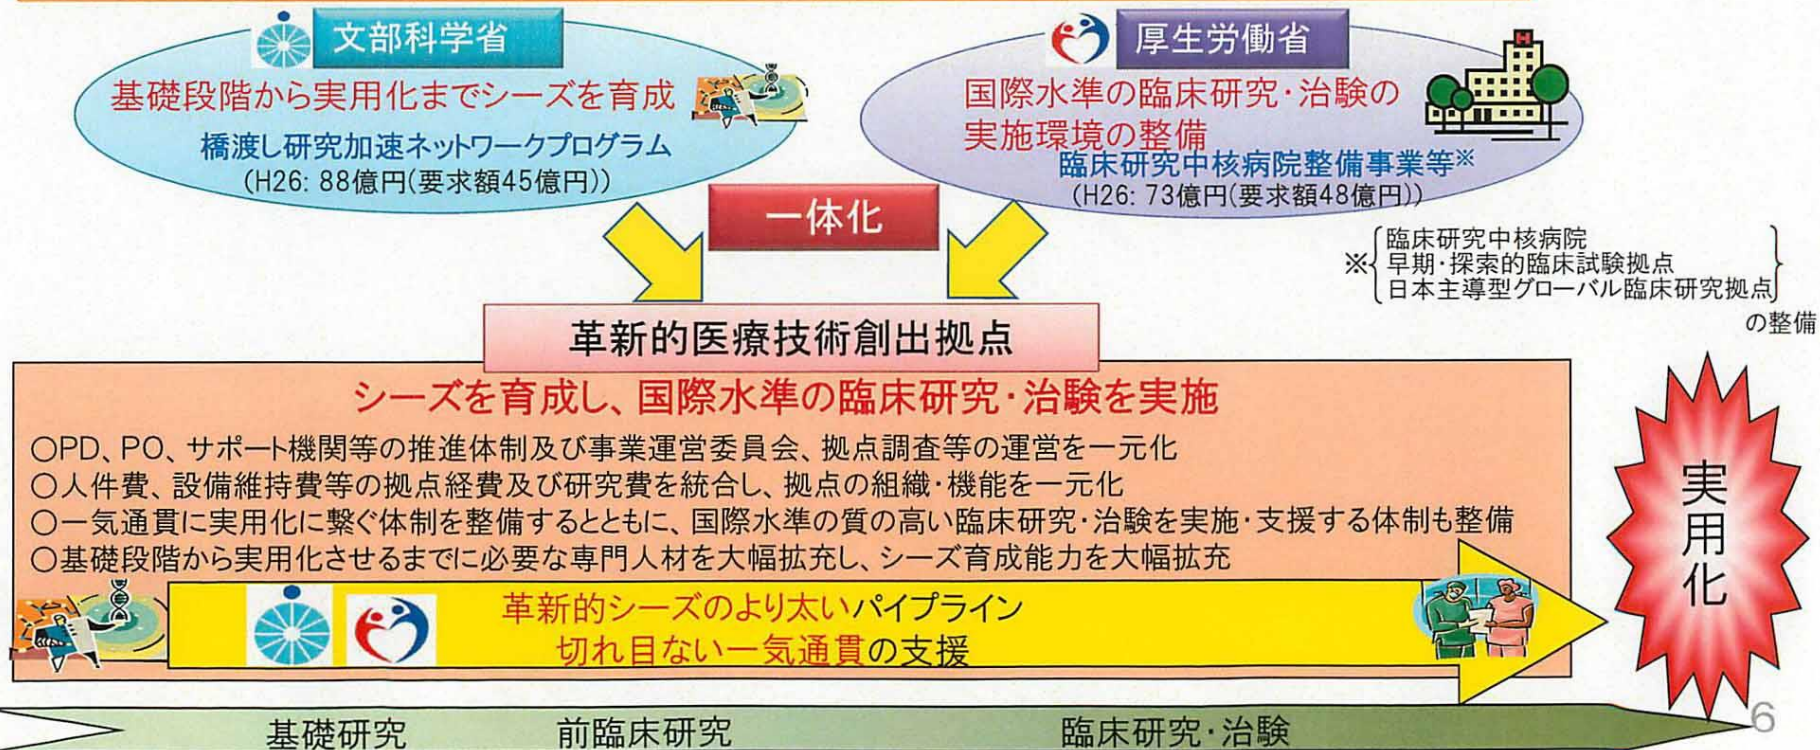 文部科学省
基礎段階から実用化までシーズを育成
橋渡し研究加速ネットワークプログラム
(H26: 88億円(要求額45億円))
厚生労働省
H
国際水準の臨床研究・治験の
実施環境の整備
臨床研究中核病院整備事業等※
(H26: 73億円(要求額48億円))
一体化
※
臨床研究中核病院
早期・探索的臨床試験拠点
日本主導型グローバル臨床研究拠点
の整備
革新的医療技術創出拠点
シーズを育成し、国際水準の臨床研究・治験を実施
○PD、PO、サポート機関等の推進体制及び事業運営委員会、拠点調査等の運営を一元化
○人件費、設備維持費等の拠点経費及び研究費を統合し、拠点の組織・機能を一元化
○一気通貫に実用化に繋ぐ体制を整備するとともに、国際水準の質の高い臨床研究・治験を実施・支援する体制も整備
○基礎段階から実用化させるまでに必要な専門人材を大幅拡充し、シーズ育成能力を大幅拡充
革新的シーズのより太いパイプライン
切れ目ない一気通貫の支援
実用化
基礎研究
前臨床研究
臨床研究・治験
6